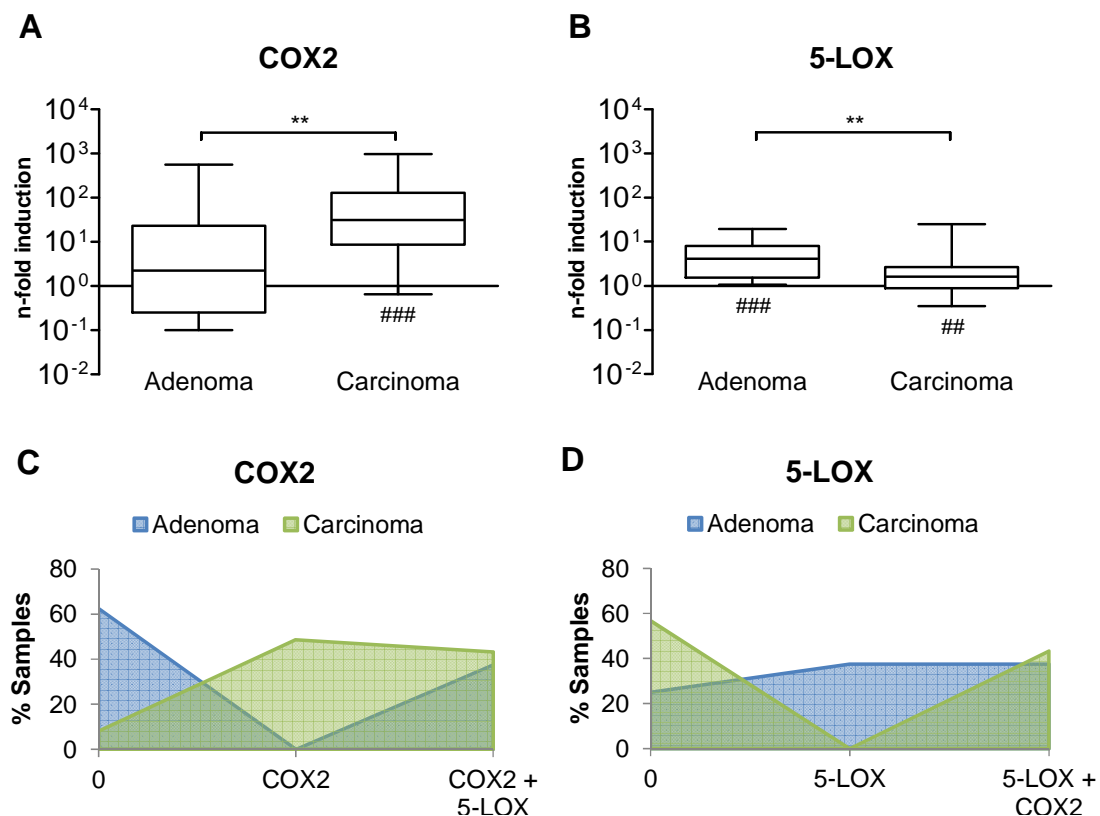 A
COX2
n-fold induction
10^4
10^3
10^2
10^1
10^0
10^-1
10^-2
**
###
Adenoma
Carcinoma
B
5-LOX
n-fold induction
10^4
10^3
10^2
10^1
10^0
10^-1
10^-2
**
###
##
Adenoma
Carcinoma
C
COX2
Adenoma
Carcinoma
% Samples
80
60
40
20
0
0
COX2
COX2 +
5-LOX
D
5-LOX
Adenoma
Carcinoma
% Samples
80
60
40
20
0
0
5-LOX
5-LOX +
COX2